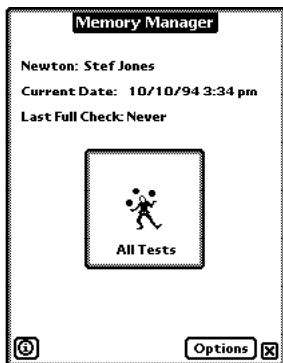 Memory Manager
Newton: Stef Jones
Current Date: 10/10/94 3:34 pm
Last Full Check: Never
All Tests
i Options X